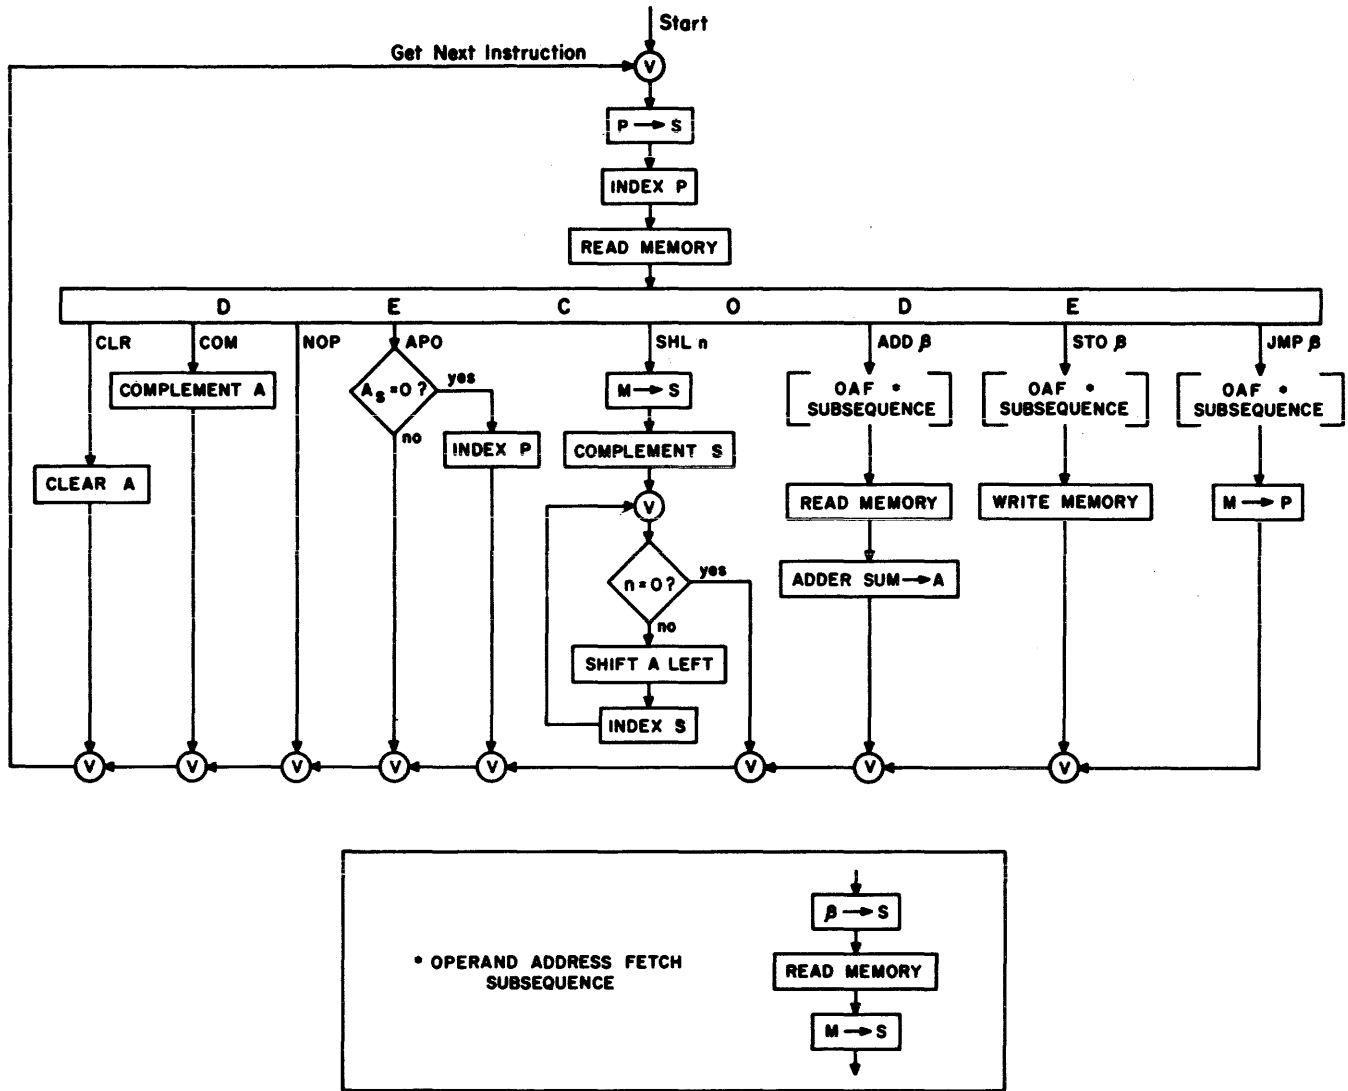 Start
Get Next Instruction
V
P → S
INDEX P
READ MEMORY
D E C O D E
CLR
COM
NOP
APO
SHL n
ADD β
STO β
JMP β
COMPLEMENT A
A_S = 0 ?
yes
no
M → S
OAF *
SUBSEQUENCE
OAF *
SUBSEQUENCE
OAF *
SUBSEQUENCE
INDEX P
COMPLEMENT S
CLEAR A
V
READ MEMORY
WRITE MEMORY
M → P
n = 0 ?
yes
no
ADDER SUM → A
SHIFT A LEFT
INDEX S
V V V V V V V V
β → S
* OPERAND ADDRESS FETCH
SUBSEQUENCE
READ MEMORY
M → S